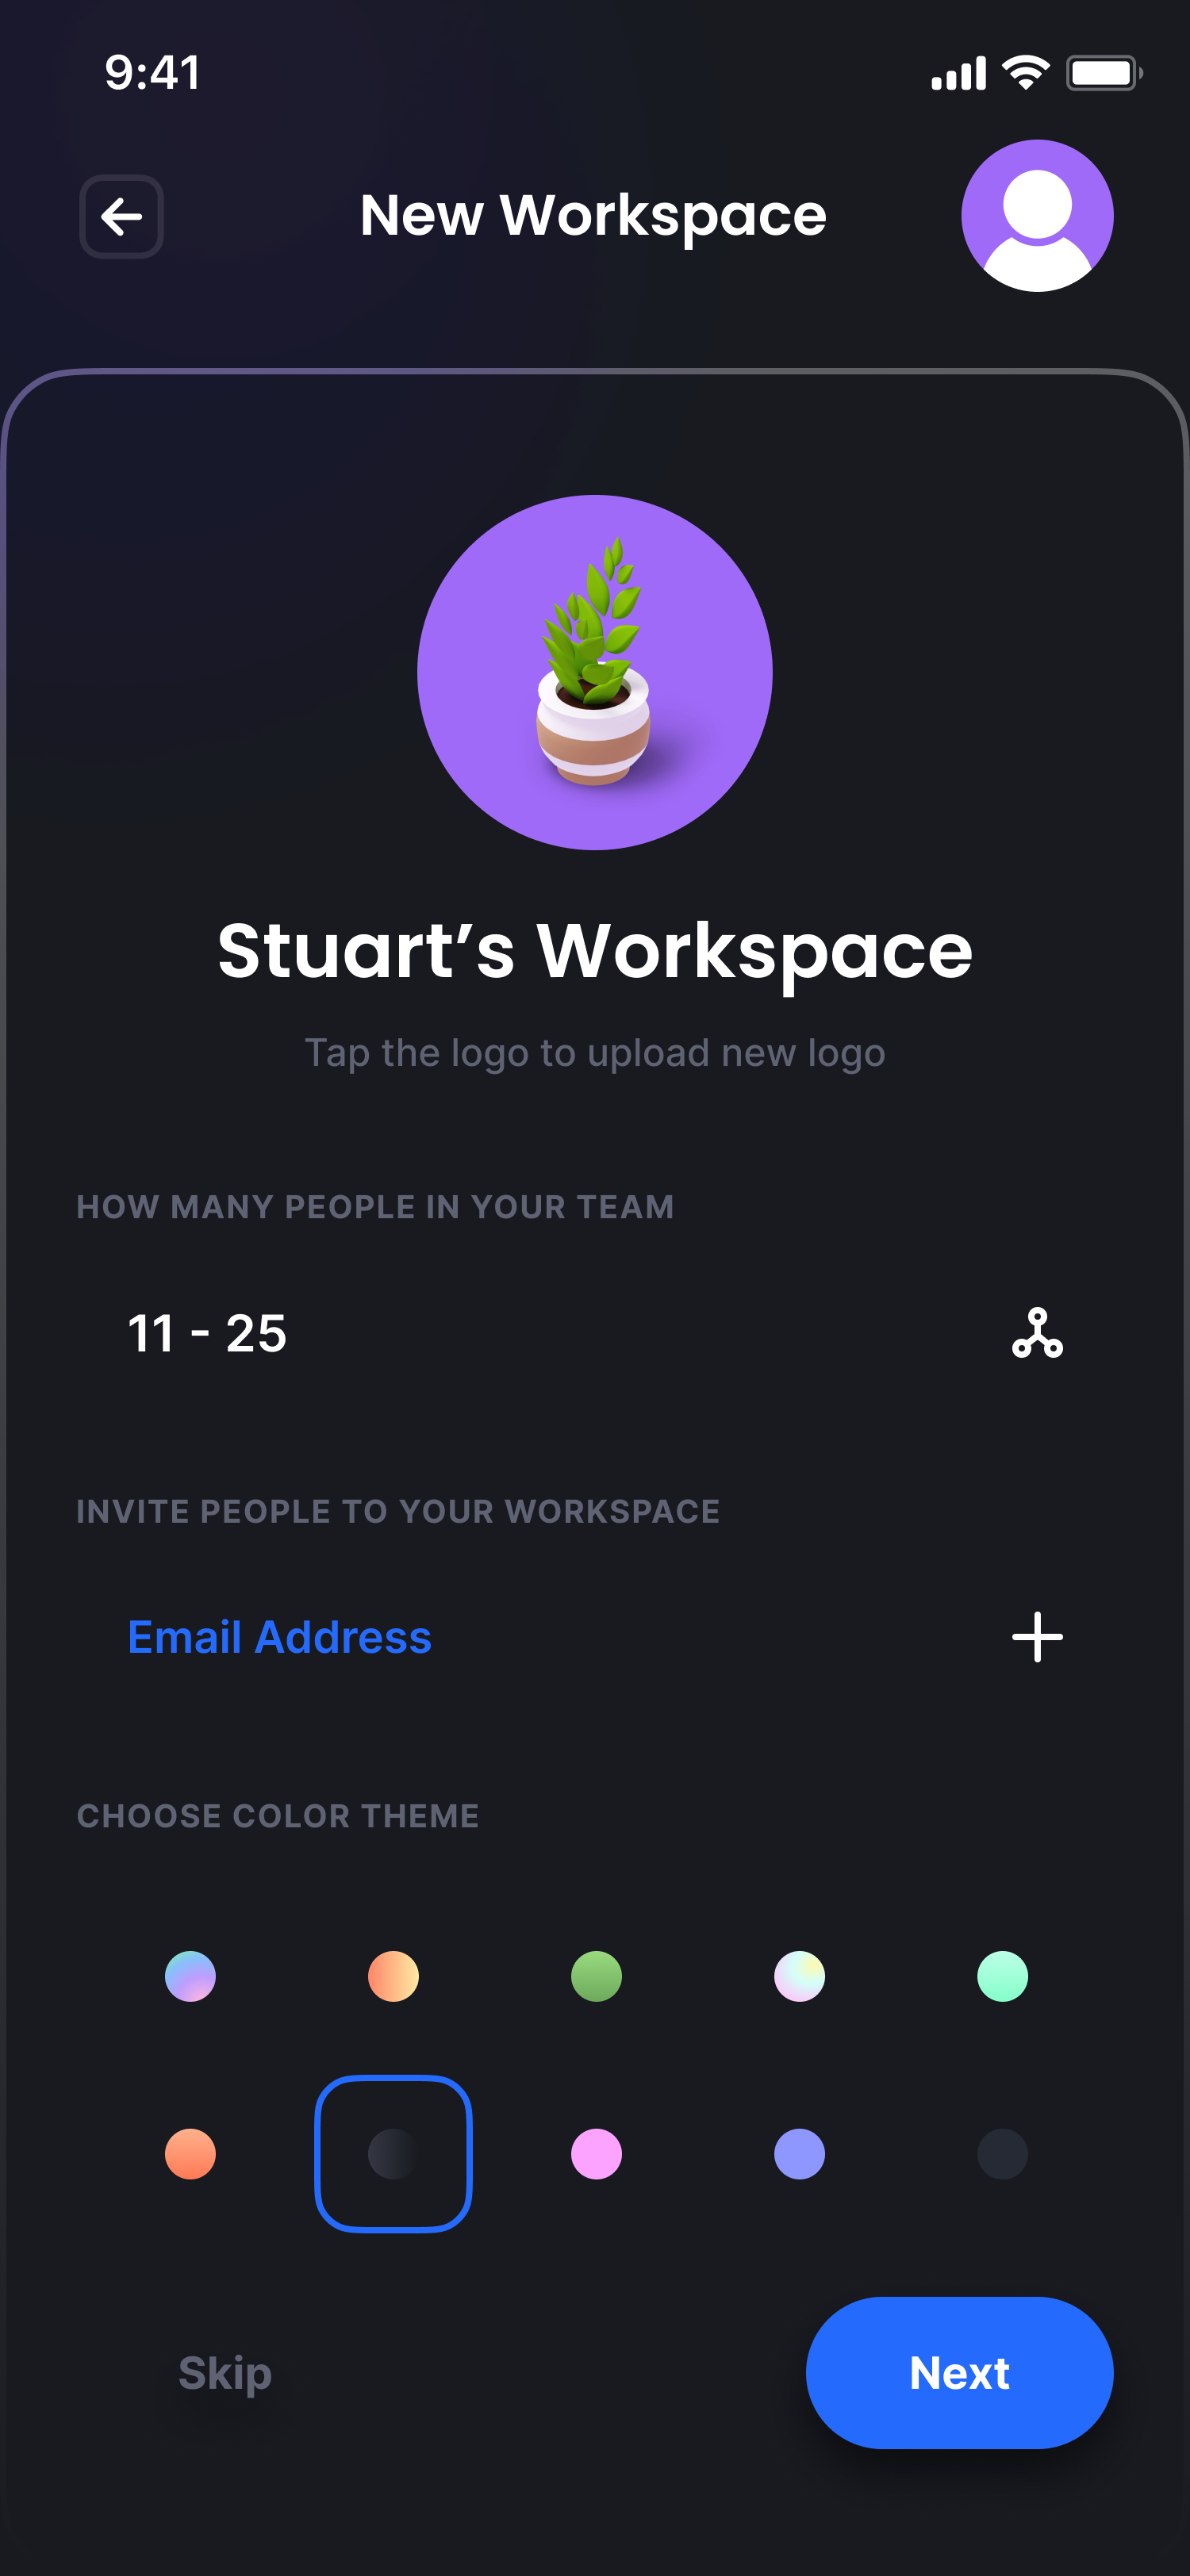 9:41
New Workspace
Stuart’s Workspace
Tap the logo to upload new logo
HOW MANY PEOPLE IN YOUR TEAM
11 - 25
INVITE PEOPLE TO YOUR WORKSPACE
Email Address
CHOOSE COLOR THEME
Skip
Next